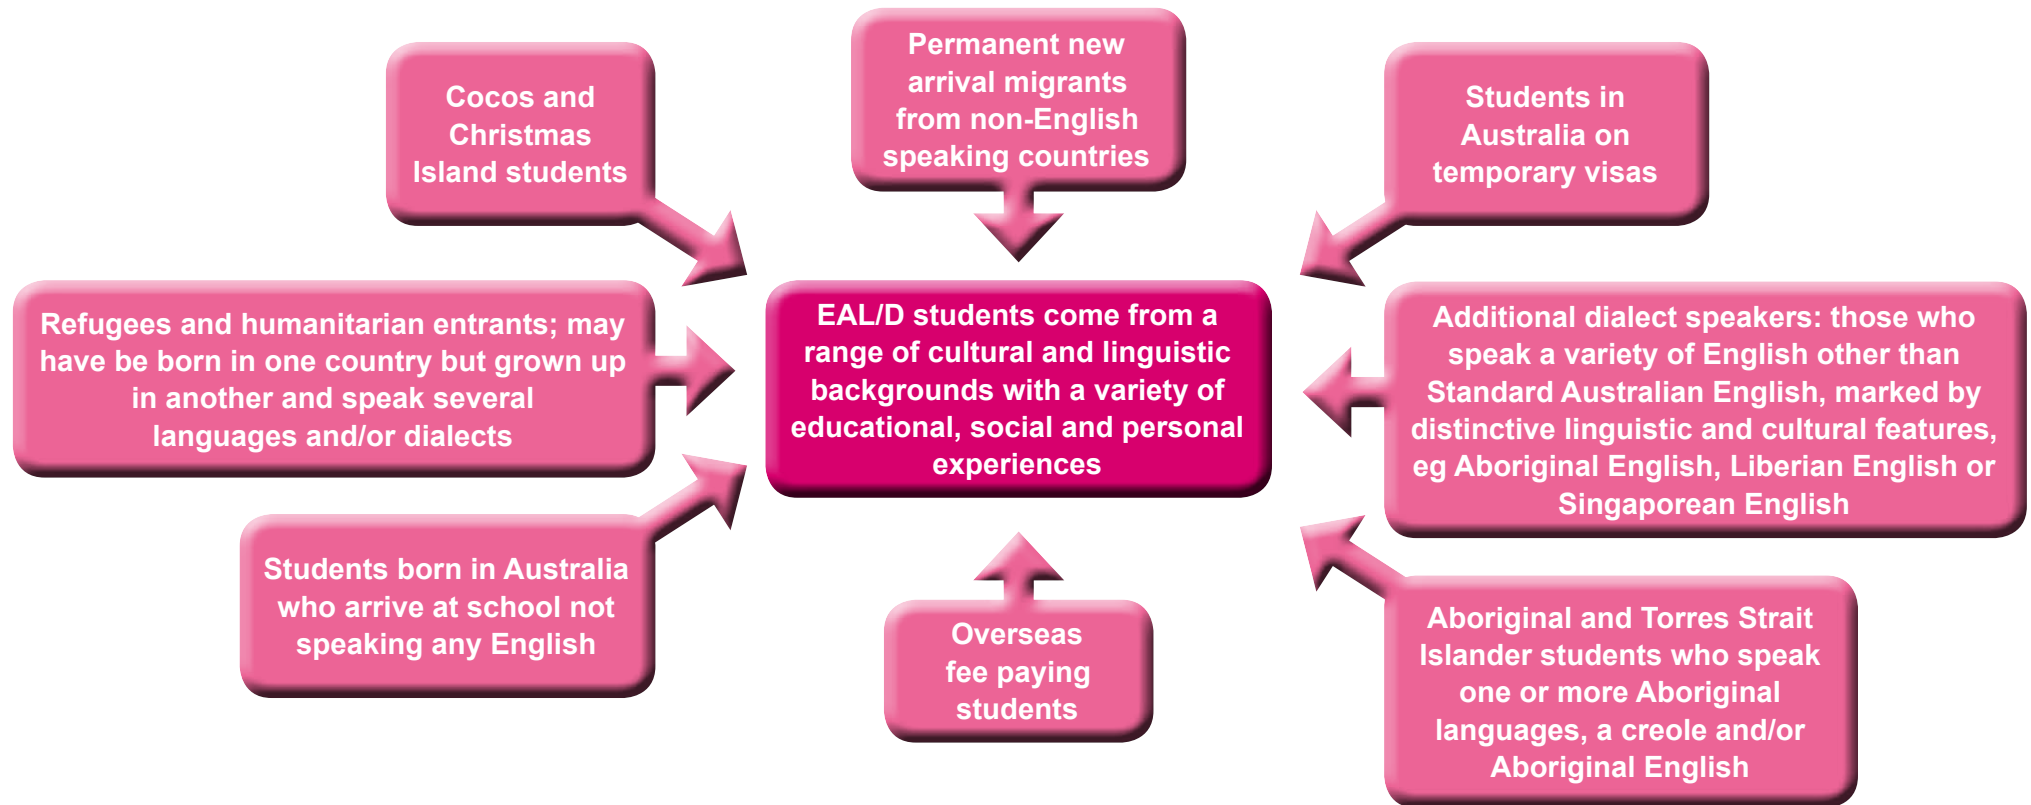 Cocos and
Christmas
Island students
Permanent new
arrival migrants
from non-English
speaking countries
Students in
Australia on
temporary visas
Refugees and humanitarian entrants; may
have be born in one country but grown up
in another and speak several
languages and/or dialects
EAL/D students come from a
range of cultural and linguistic
backgrounds with a variety of
educational, social and personal
experiences
Additional dialect speakers: those who
speak a variety of English other than
Standard Australian English, marked by
distinctive linguistic and cultural features,
eg Aboriginal English, Liberian English or
Singaporean English
Students born in Australia
who arrive at school not
speaking any English
Overseas
fee paying
students
Aboriginal and Torres Strait
Islander students who speak
one or more Aboriginal
languages, a creole and/or
Aboriginal English